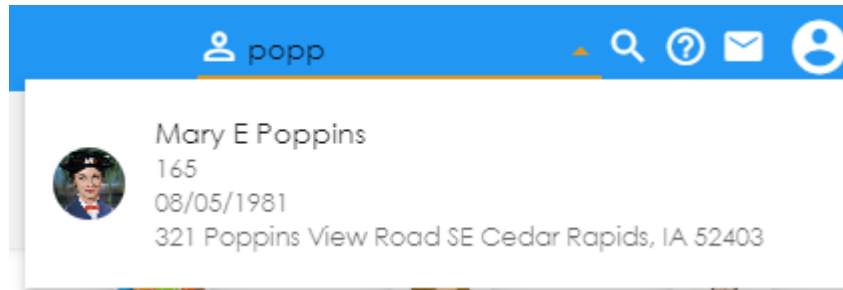 popp
Mary E Poppins
165
08/05/1981
321 Poppins View Road SE Cedar Rapids, IA 52403